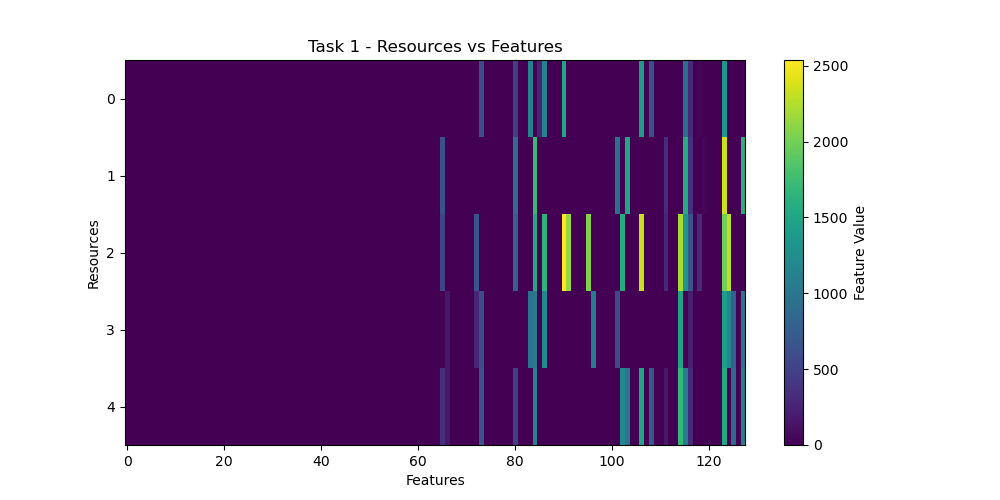 Task 1 - Resources vs Features
0
1
2
3
4
Resources
0 20 40 60 80 100 120
Features
2500
2000
1500
1000
500
0
Feature Value